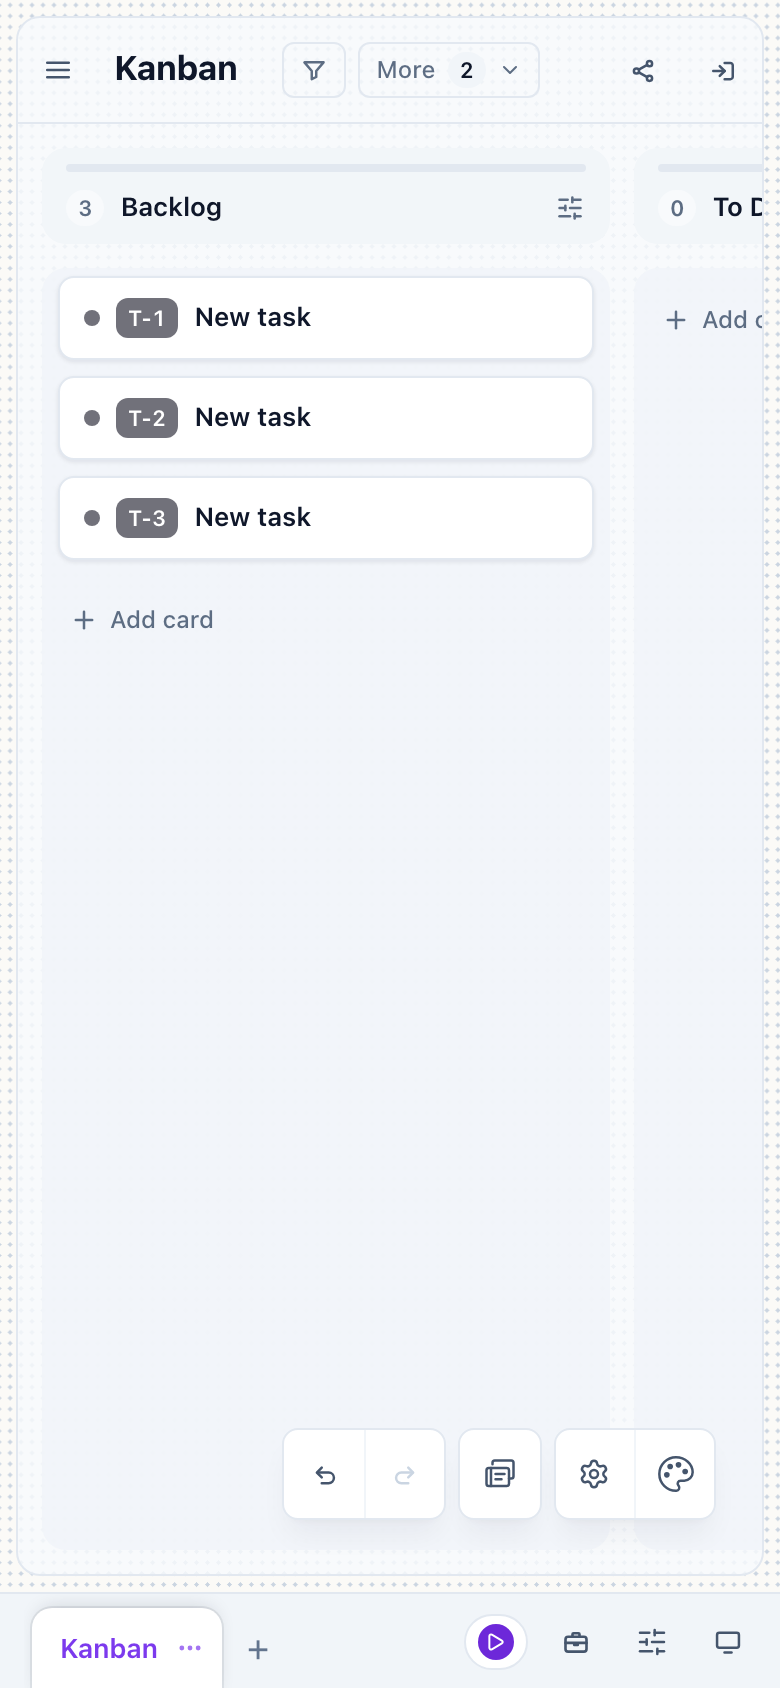 Kanban
More 2
3 Backlog
0 To D
T-1 New task
T-2 New task
T-3 New task
Add card
Add c
Kanban